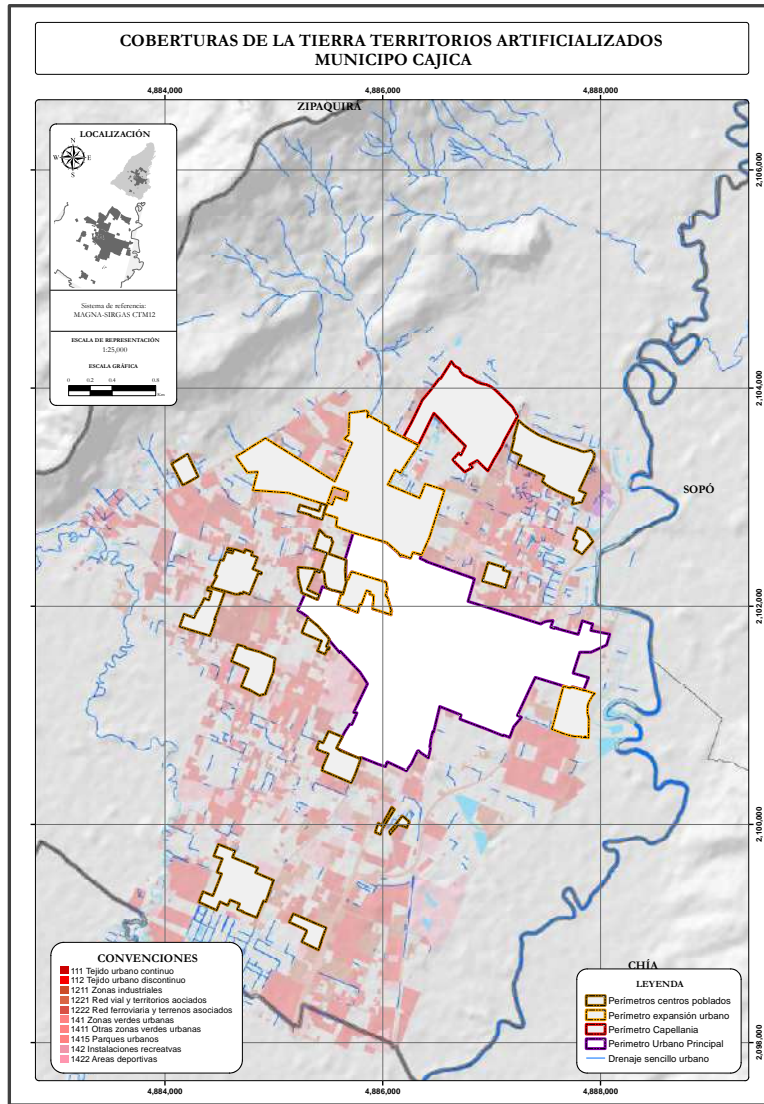 COBERTURAS DE LA TIERRA TERRITORIOS ARTIFICIALIZADOS
MUNICIPO CAJICA
4,884,000
4,886,000
4,888,000
ZIPAQUIRÁ
LOCALIZACIÓN
N
W
E
S
Sistema de referencia:
MAGNA-SIRGAS CTM12
ESCALA DE REPRESENTACIÓN
1:25,000
ESCALA GRÁFICA
0 0.2 0.4 0.8
Km
2,106,000
2,104,000
SOPÓ
2,102,000
2,100,000
2,098,000
CHÍA
CONVENCIONES
111 Tejido urbano continuo
112 Tejido urbano discontinuo
1211 Zonas industriales
1221 Red vial y territorios aociados
1222 Red ferroviaria y terrenos asociados
141 Zonas verdes urbanas
1411 Otras zonas verdes urbanas
1415 Parques urbanos
142 Instalaciones recreatvas
1422 Areas deportivas
LEYENDA
Perímetros centros poblados
Perímetro expansión urbano
Perímetro Capellania
Perimetro Urbano Principal
Drenaje sencillo urbano
4,884,000
4,886,000
4,888,000